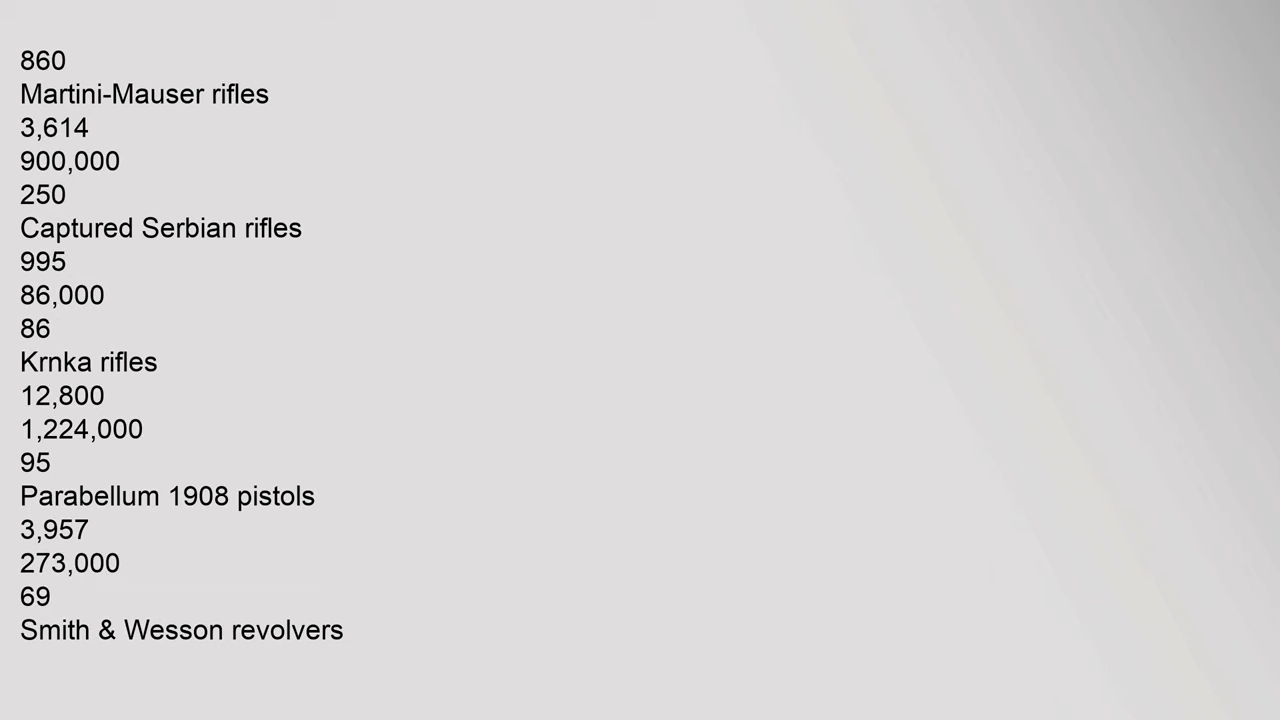 860
Martini-Mauser rifles
3,614
900,000
250
Captured Serbian rifles
995
86,000
86
Krnka rifles
12,800
1,224,000
95
Parabellum 1908 pistols
3,957
273,000
69
Smith & Wesson revolvers